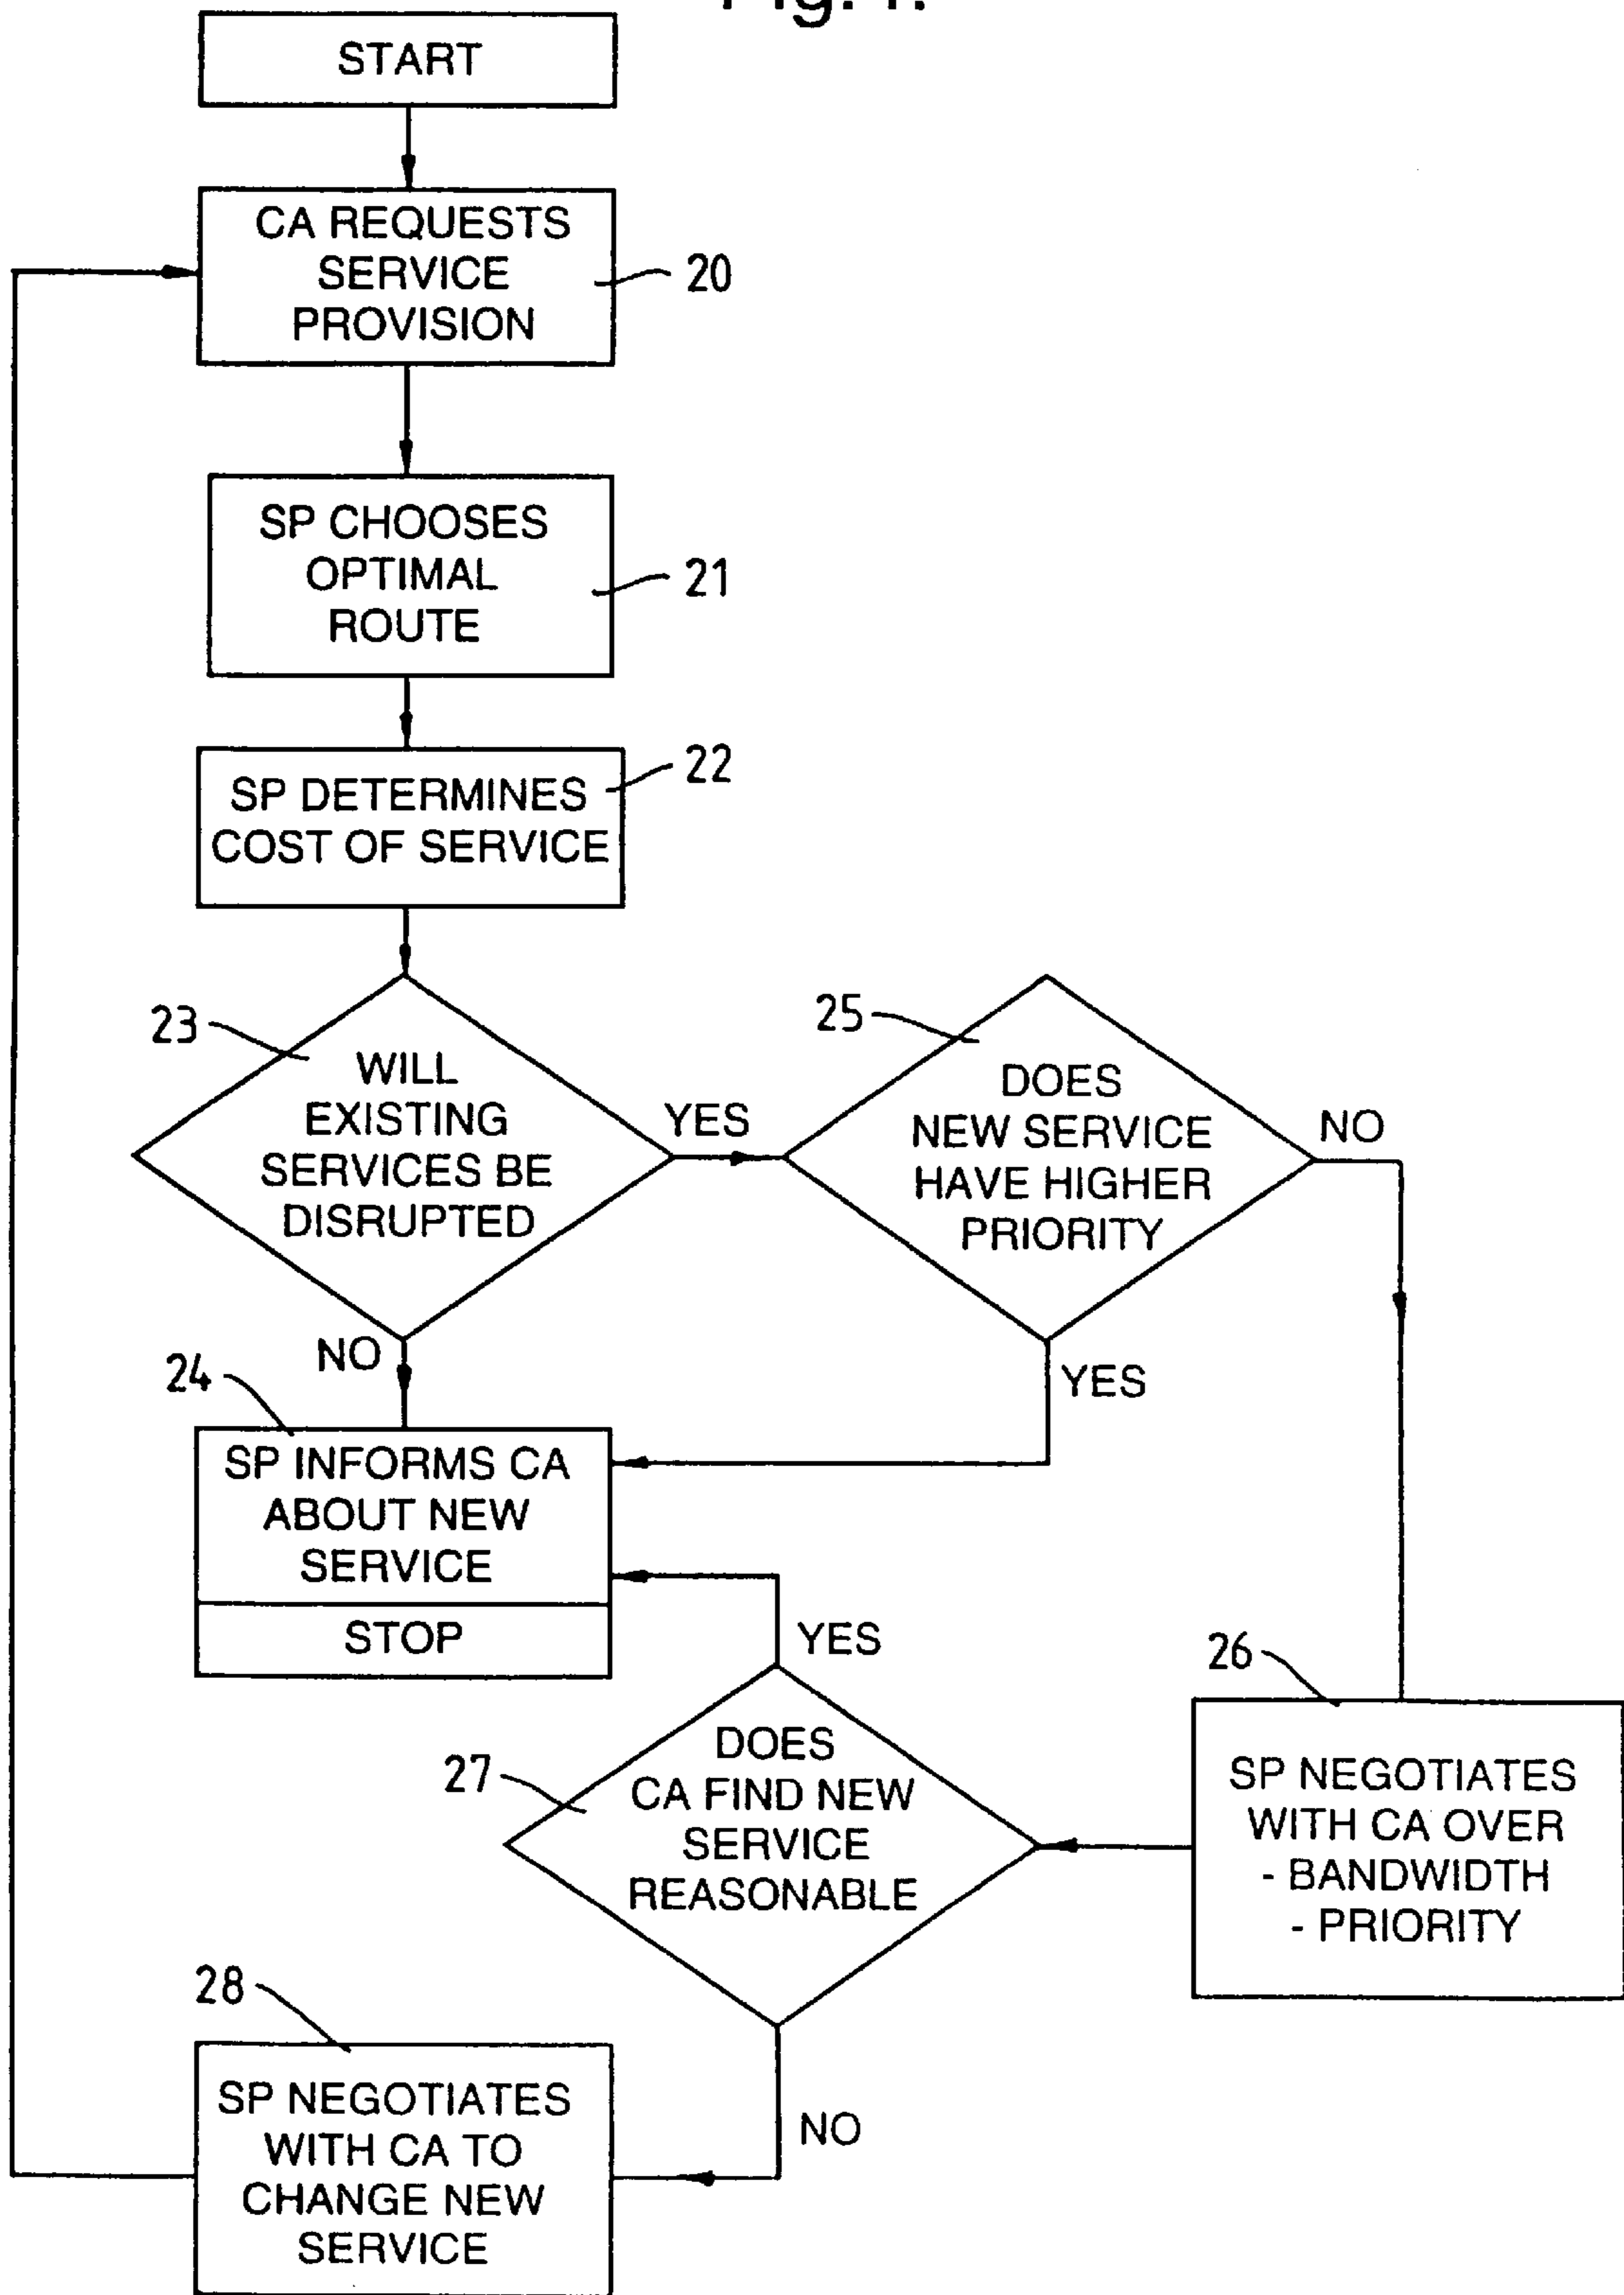 START
CA REQUESTS
SERVICE
PROVISION
20
SP CHOOSES
OPTIMAL
ROUTE
21
22
SP DETERMINES
COST OF SERVICE
23
WILL
EXISTING
SERVICES BE
DISRUPTED
YES
NO
25
DOES
NEW SERVICE
HAVE HIGHER
PRIORITY
NO
YES
24
SP INFORMS CA
ABOUT NEW
SERVICE
STOP
YES
26
SP NEGOTIATES
WITH CA OVER
- BANDWIDTH
- PRIORITY
27
DOES
CA FIND NEW
SERVICE
REASONABLE
NO
28
SP NEGOTIATES
WITH CA TO
CHANGE NEW
SERVICE